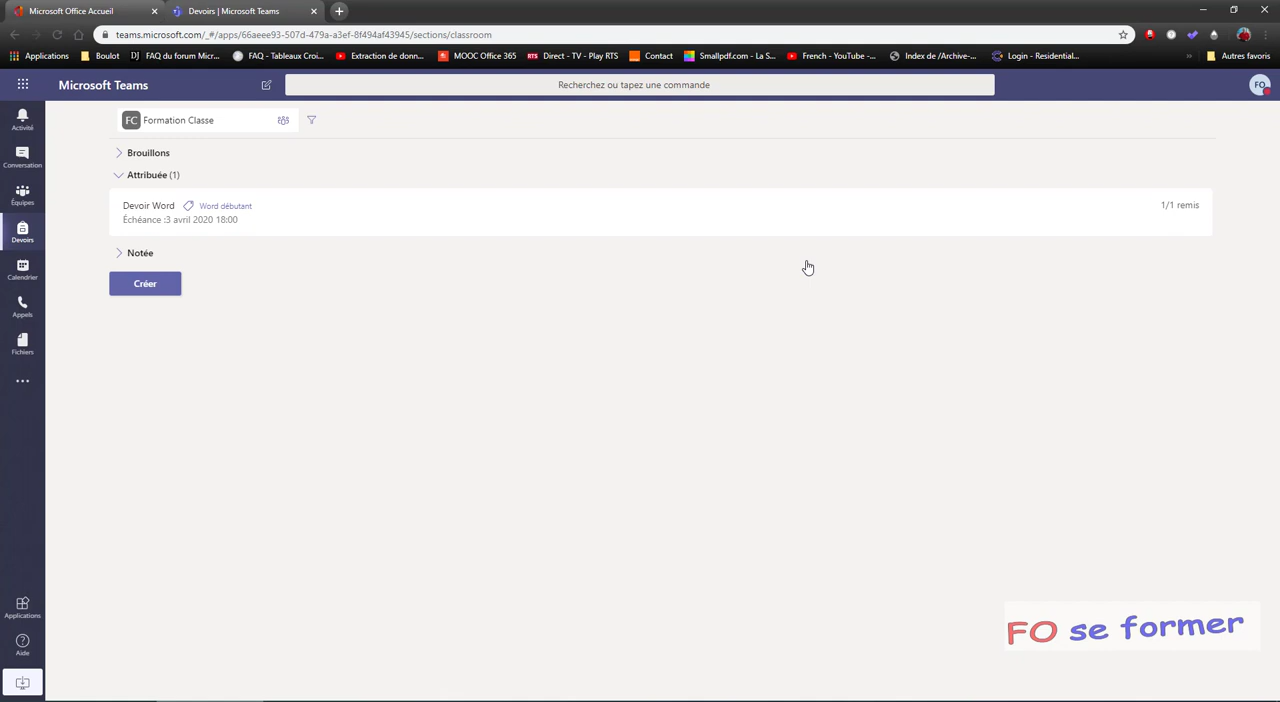 Microsoft Office Accueil
Devoirs | Microsoft Teams
teams.microsoft.com/_#/apps/66aeee93-507d-479a-a3ef-8f494af43945/sections/classroom
Applications
Boulot
FAQ du forum Micr...
FAQ - Tableaux Croi...
Extraction de donn...
MOOC Office 365
RTS
Direct - TV - Play RTS
Contact
Smallpdf.com - La S...
French - YouTube -...
Index de /Archive-...
Login - Residential...
»
Autres favoris
Microsoft Teams
Recherchez ou tapez une commande
FO
Activité
Conversation
Équipes
Devoirs
Calendrier
Appels
Fichiers
Applications
Aide
FC Formation Classe
Brouillons
Attribuée (1)
Devoir Word Word débutant 1/1 remis
Échéance :3 avril 2020 18:00
Notée
Créer
FO se former